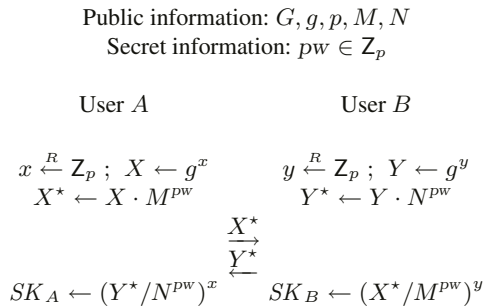 Public information: G, g, p, M, N
Secret information: pw ∈ Z_p
User A User B
x ←^R Z_p ; X ← g^x y ←^R Z_p ; Y ← g^y
X^⋆ ← X · M^{pw} Y^⋆ ← Y · N^{pw}
X^⋆
→
Y^⋆
←
SK_A ← (Y^⋆/N^{pw})^x SK_B ← (X^⋆/M^{pw})^y